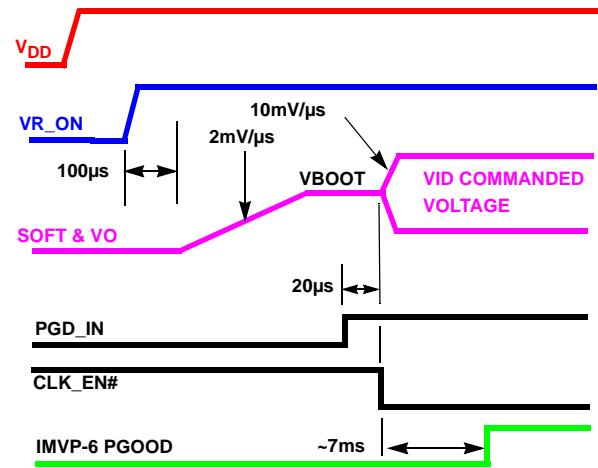 VDD
VR_ON
10mV/µs
2mV/µs
100µs
VBOOT
VID COMMANDED
VOLTAGE
SOFT & VO
20µs
PGD_IN
CLK_EN#
IMVP-6 PGOOD
~7ms